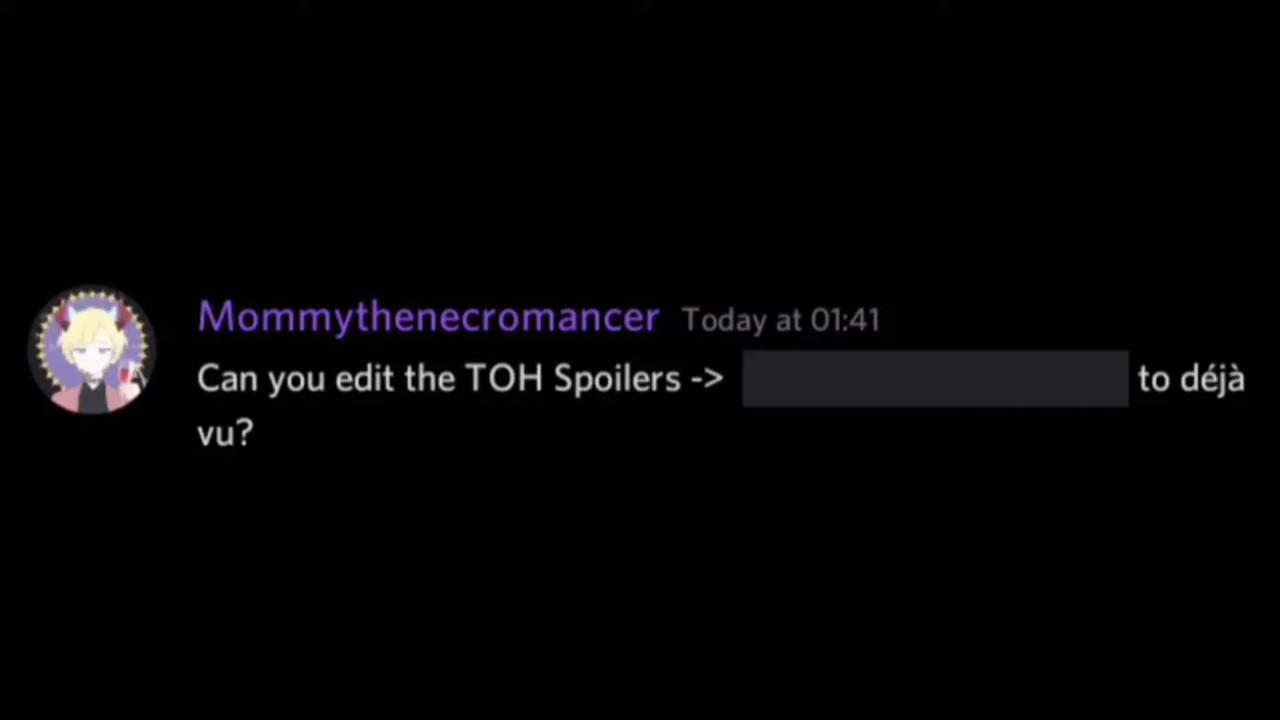 Mommythenecromancer Today at 01:41
Can you edit the TOH Spoilers -> to déjà
vu?